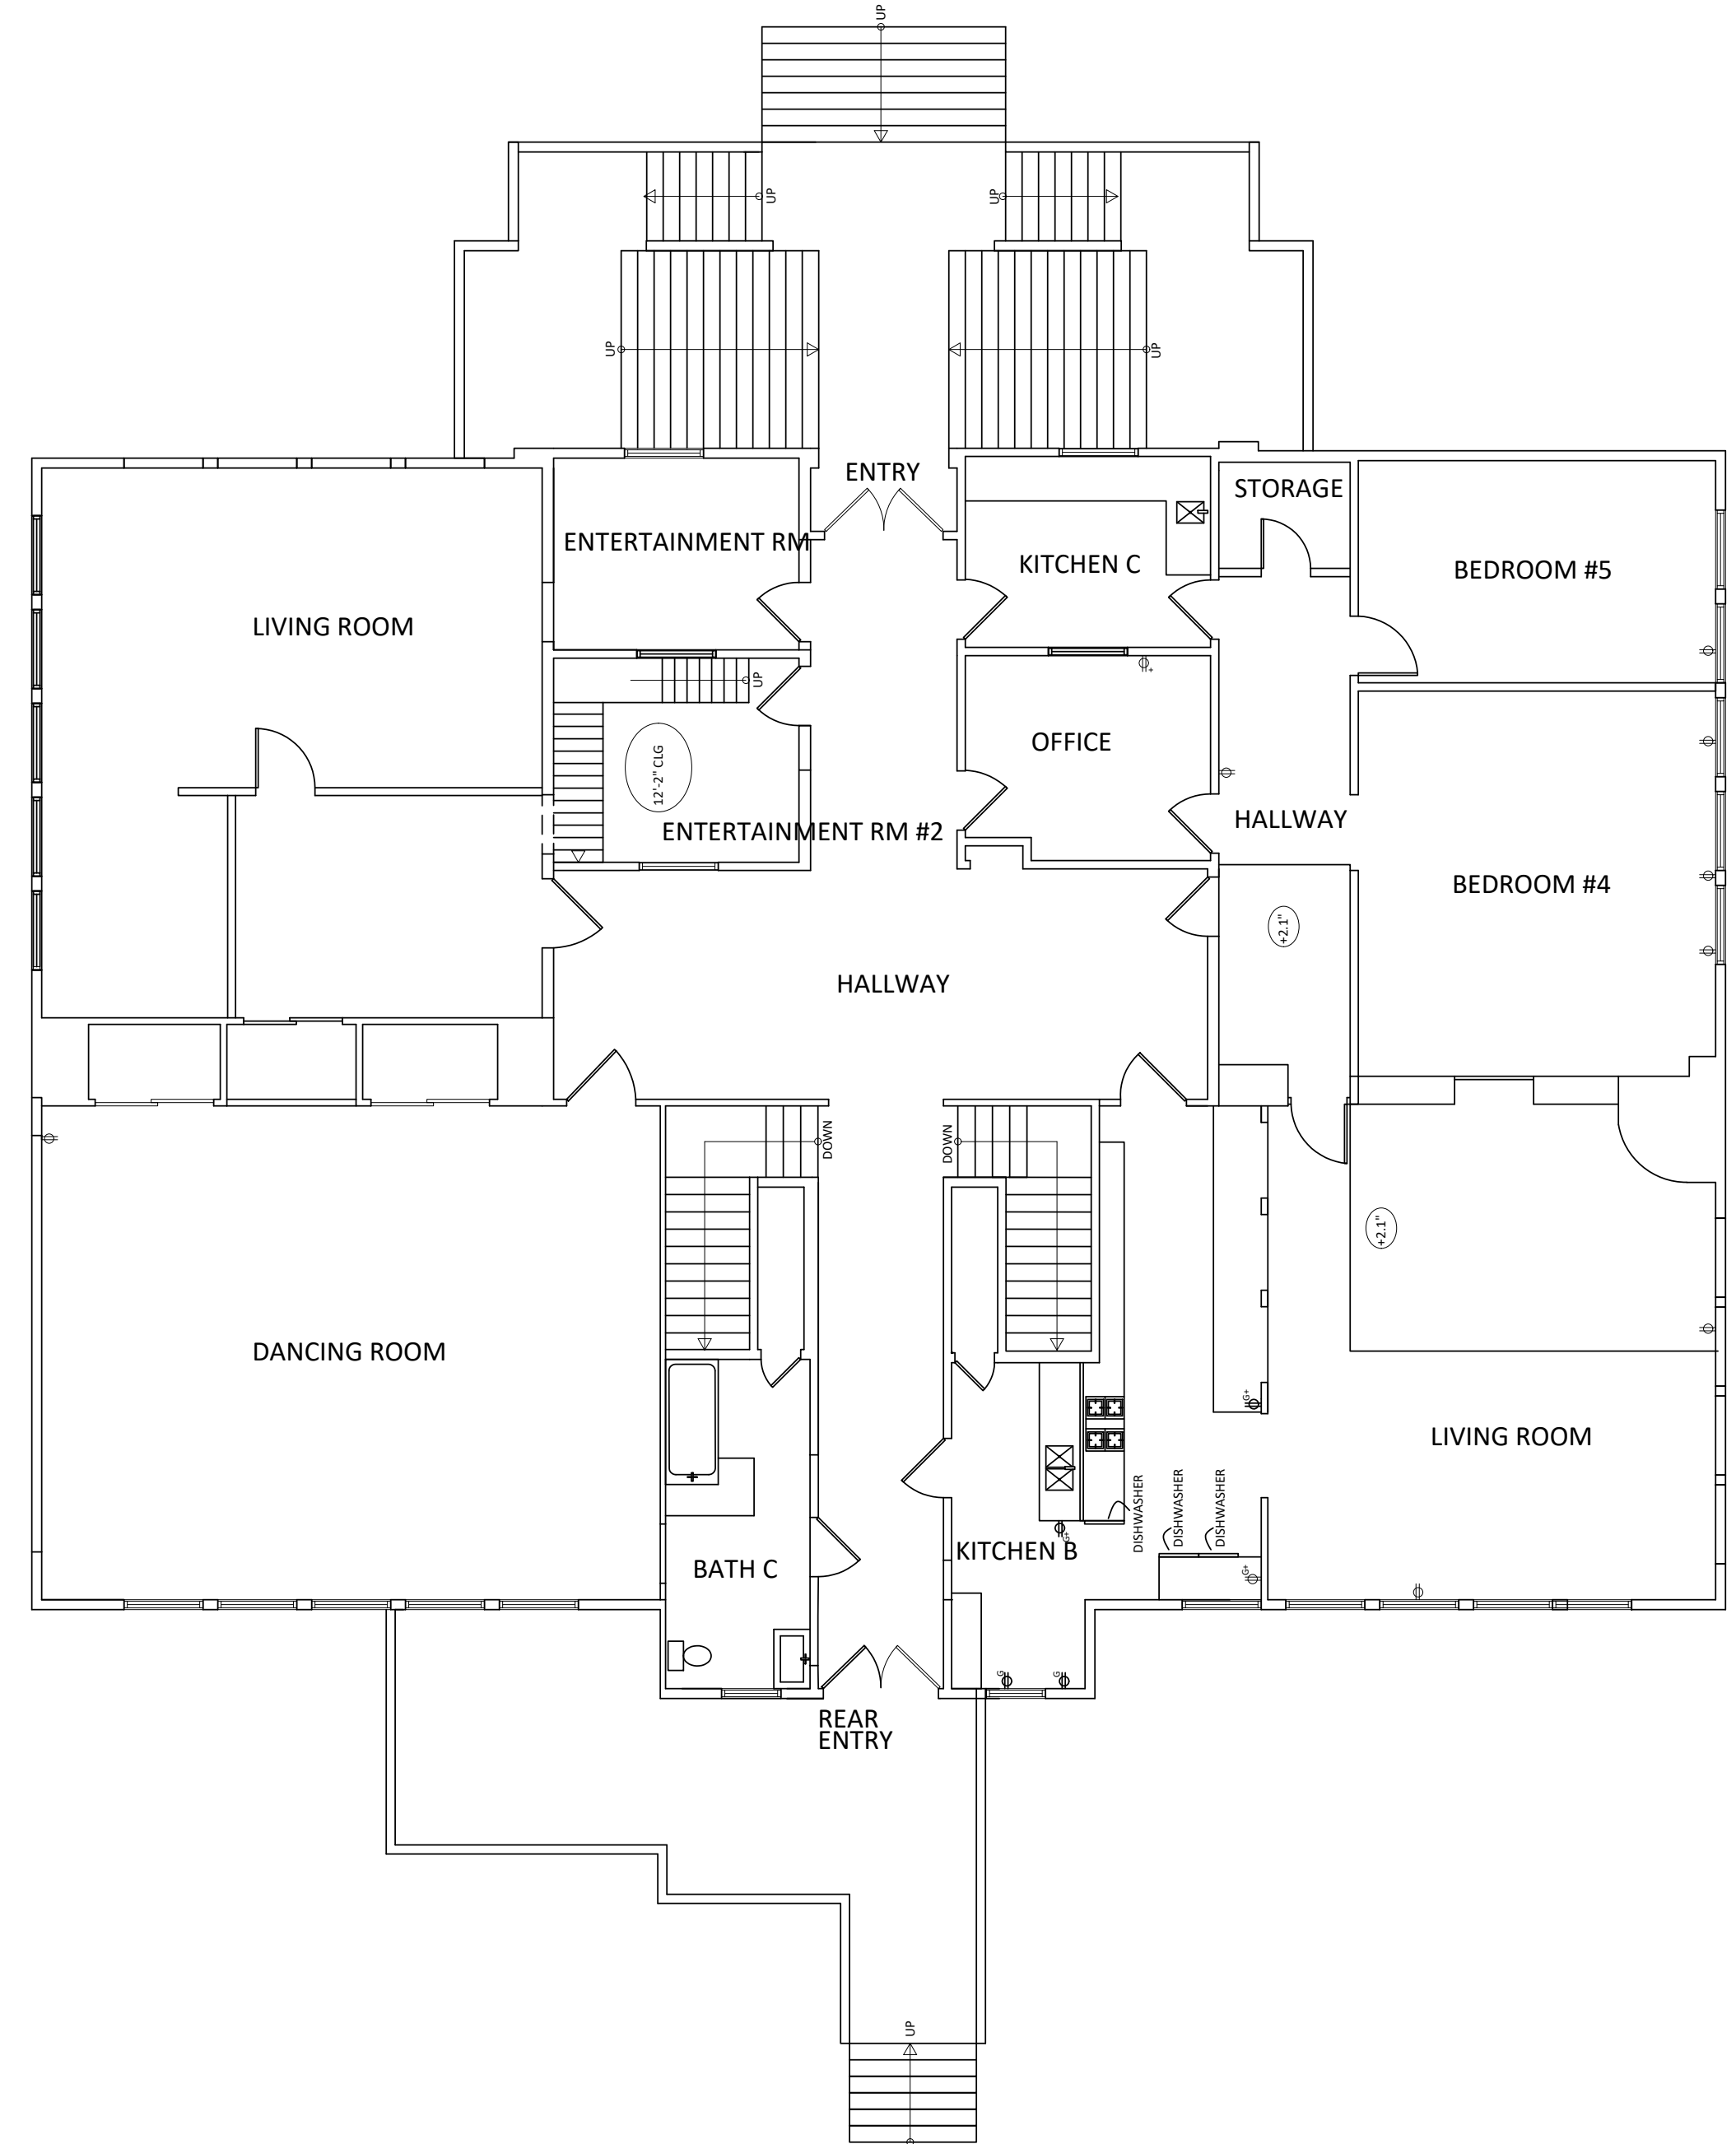 UP
UP
UP
UP
UP
ENTRY
STORAGE
ENTERTAINMENT RM
KITCHEN C
BEDROOM #5
LIVING ROOM
UP
OFFICE
12'-2" CLG
ENTERTAINMENT RM #2
HALLWAY
BEDROOM #4
+2.1"
HALLWAY
DOWN
DOWN
+2.1"
DANCING ROOM
G+
LIVING ROOM
DISHWASHER
DISHWASHER
DISHWASHER
G+
KITCHEN B
BATH C
G+
G
G
REAR
ENTRY
UP